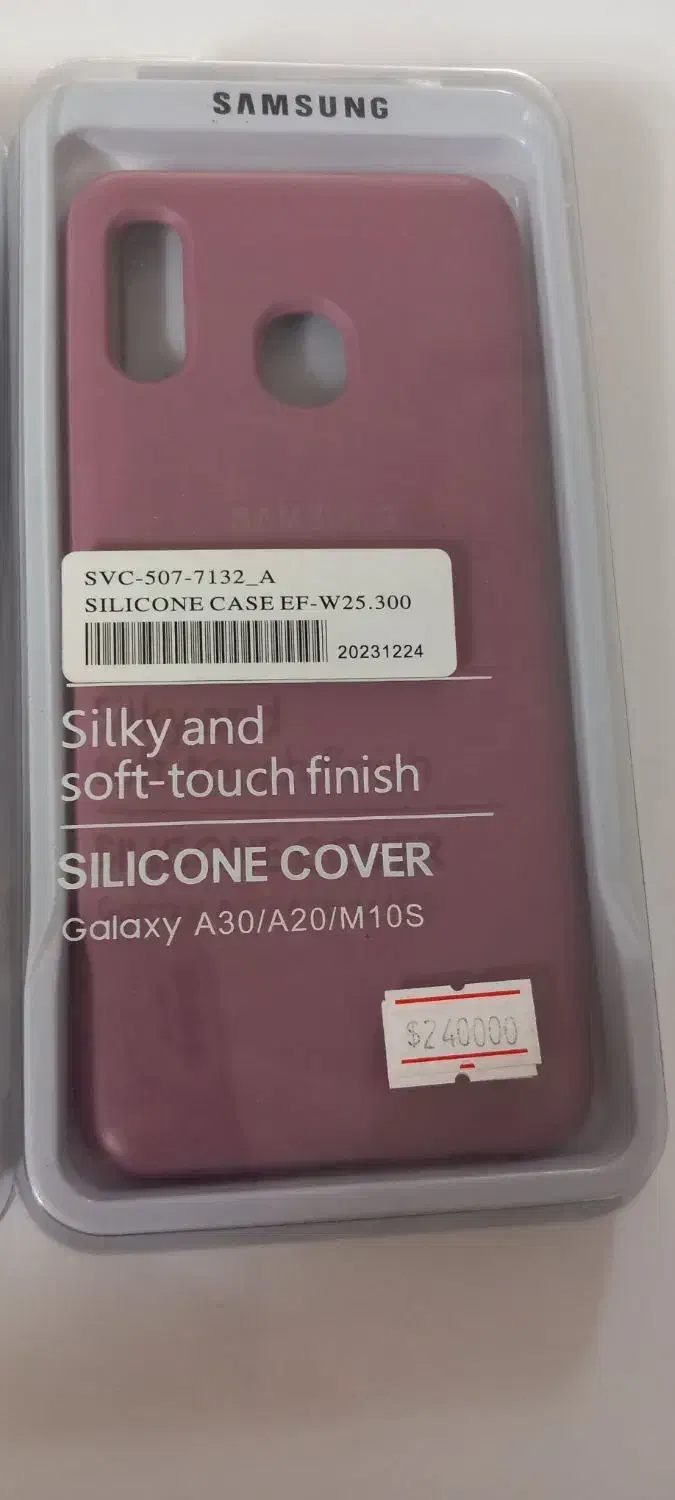 SAMSUNG
SAMSUNG
SVC-507-7132_A
SILICONE CASE EF-W25.300
20231224
Silky and
soft-touch finish
SILICONE COVER
Galaxy A30/A20/M10S
$240000